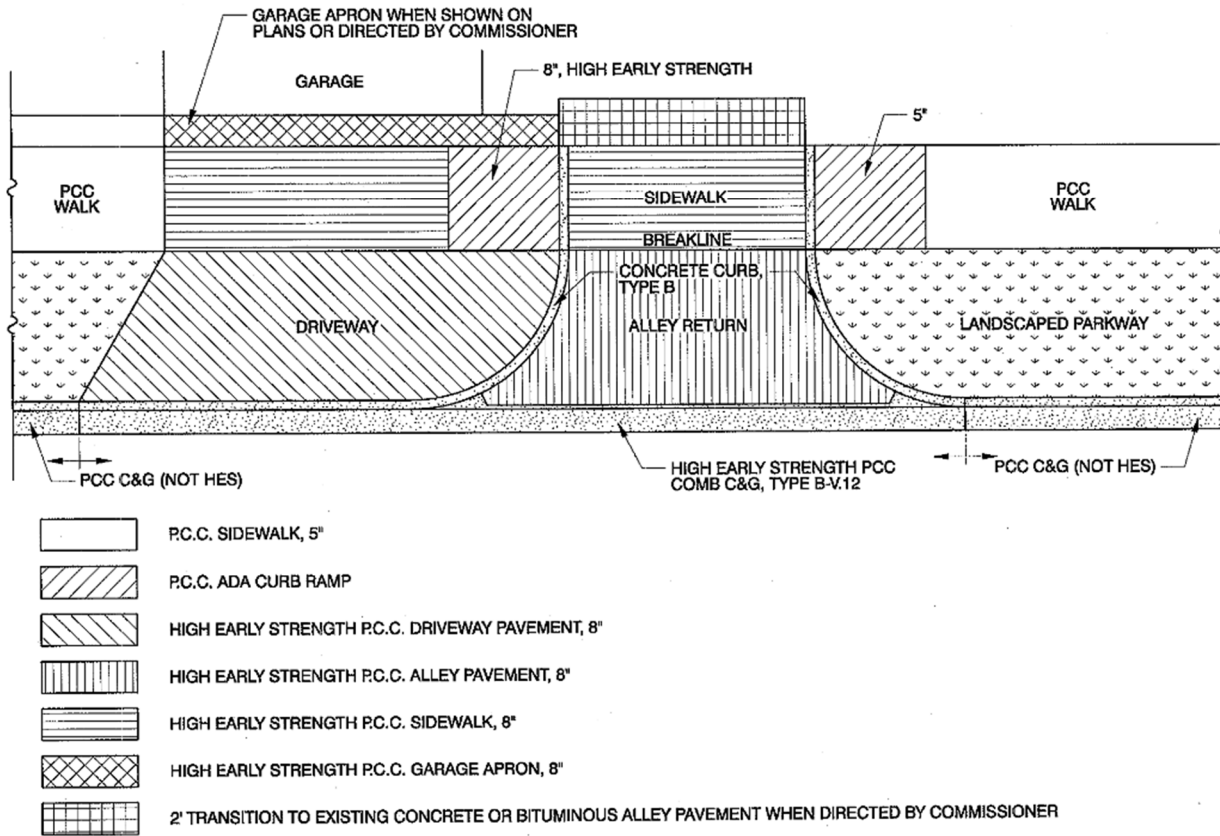 GARAGE APRON WHEN SHOWN ON
PLANS OR DIRECTED BY COMMISSIONER
GARAGE
8", HIGH EARLY STRENGTH
5"
PCC
WALK
SIDEWALK
PCC
WALK
BREAKLINE
CONCRETE CURB,
TYPE B
DRIVEWAY
ALLEY RETURN
LANDSCAPED PARKWAY
PCC C&G (NOT HES)
HIGH EARLY STRENGTH PCC
COMB C&G, TYPE B-V.12
PCC C&G (NOT HES)
P.C.C. SIDEWALK, 5"
P.C.C. ADA CURB RAMP
HIGH EARLY STRENGTH P.C.C. DRIVEWAY PAVEMENT, 8"
HIGH EARLY STRENGTH P.C.C. ALLEY PAVEMENT, 8"
HIGH EARLY STRENGTH P.C.C. SIDEWALK, 8"
HIGH EARLY STRENGTH P.C.C. GARAGE APRON, 8"
2' TRANSITION TO EXISTING CONCRETE OR BITUMINOUS ALLEY PAVEMENT WHEN DIRECTED BY COMMISSIONER